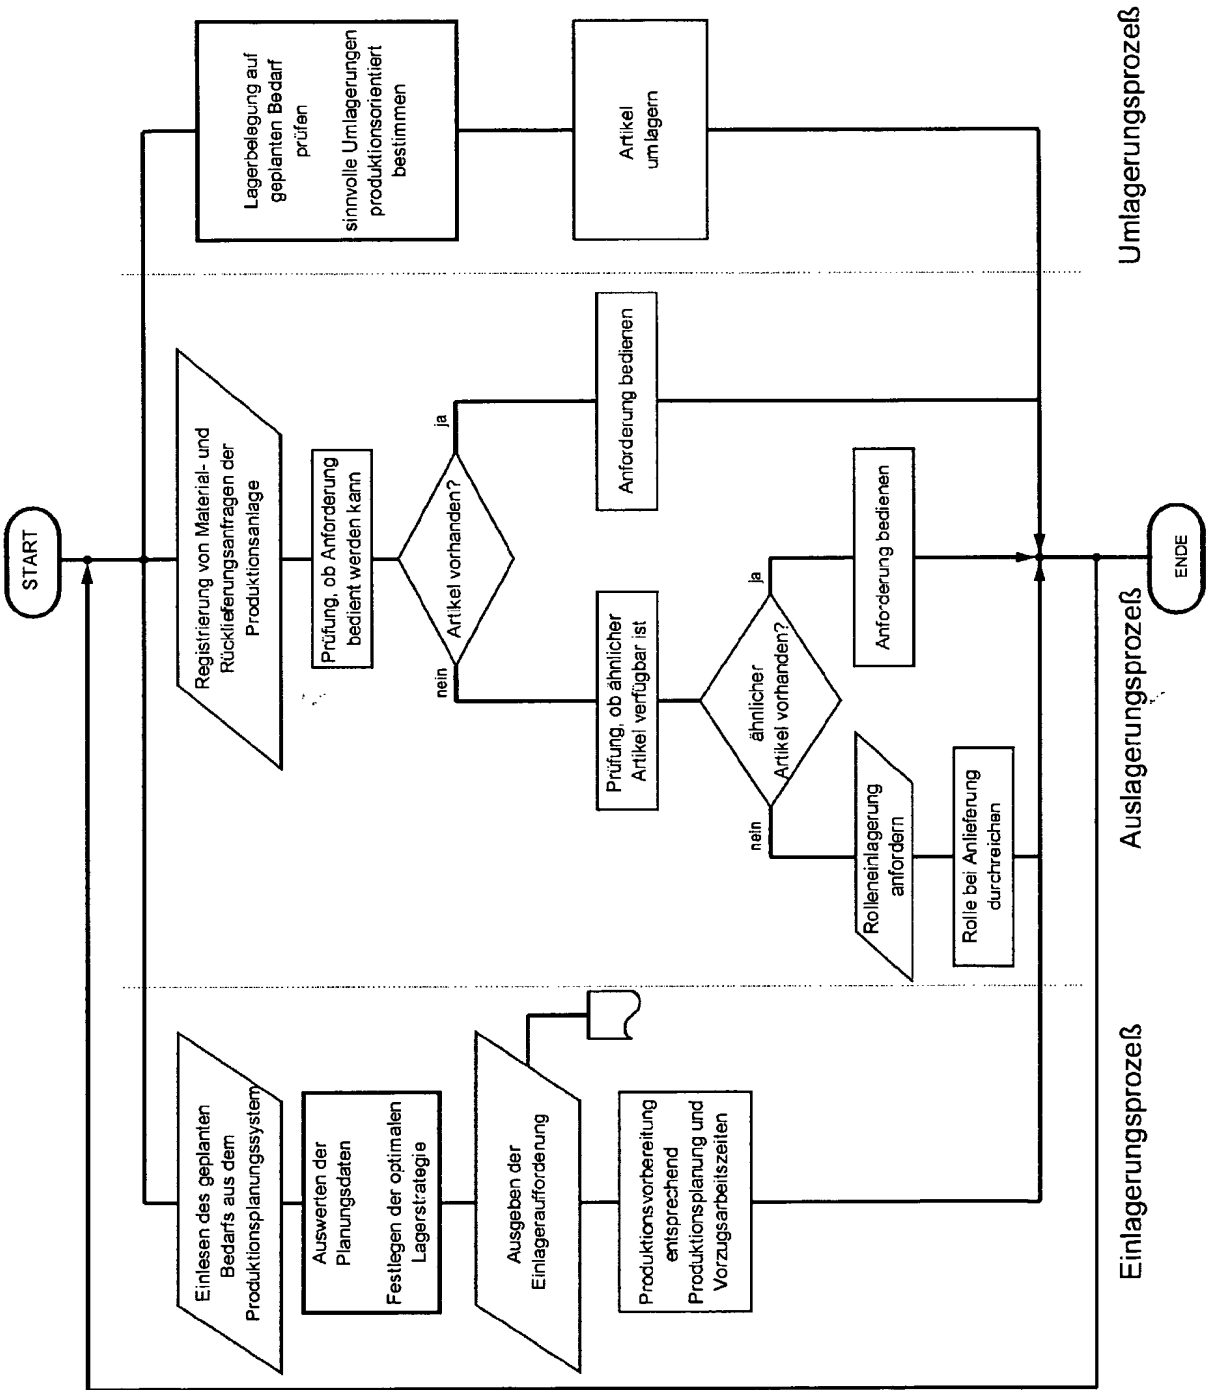 START
Einlesen des geplanten
Bedarfs aus dem
Produktionsplanungssystem
Auswerten der
Planungsdaten
Festlegen der optimalen
Lagerstrategie
Ausgeben der
Einlageraufforderung
Produktionsvorbereitung
entsprechend
Produktionsplanung und
Vorzugsarbeitszeiten
Registrierung von Material- und
Rücklieferungsanfragen der
Produktionsanlage
Prüfung, ob Anforderung
bedient werden kann
Artikel vorhanden?
nein
ja
Prüfung, ob ähnlicher
Artikel verfügbar ist
Anforderung bedienen
ähnlicher
Artikel vorhanden?
nein
ja
Rolleneinlagerung
anfordern
Rolle bei Anlieferung
durchreichen
Anforderung bedienen
Lagerbelegung auf
geplanten Bedarf
prüfen
sinnvolle Umlagerungen
produktionsorientiert
bestimmen
Artikel
umlagern
ENDE
Einlagerungsprozeß
Auslagerungsprozeß
Umlagerungsprozeß